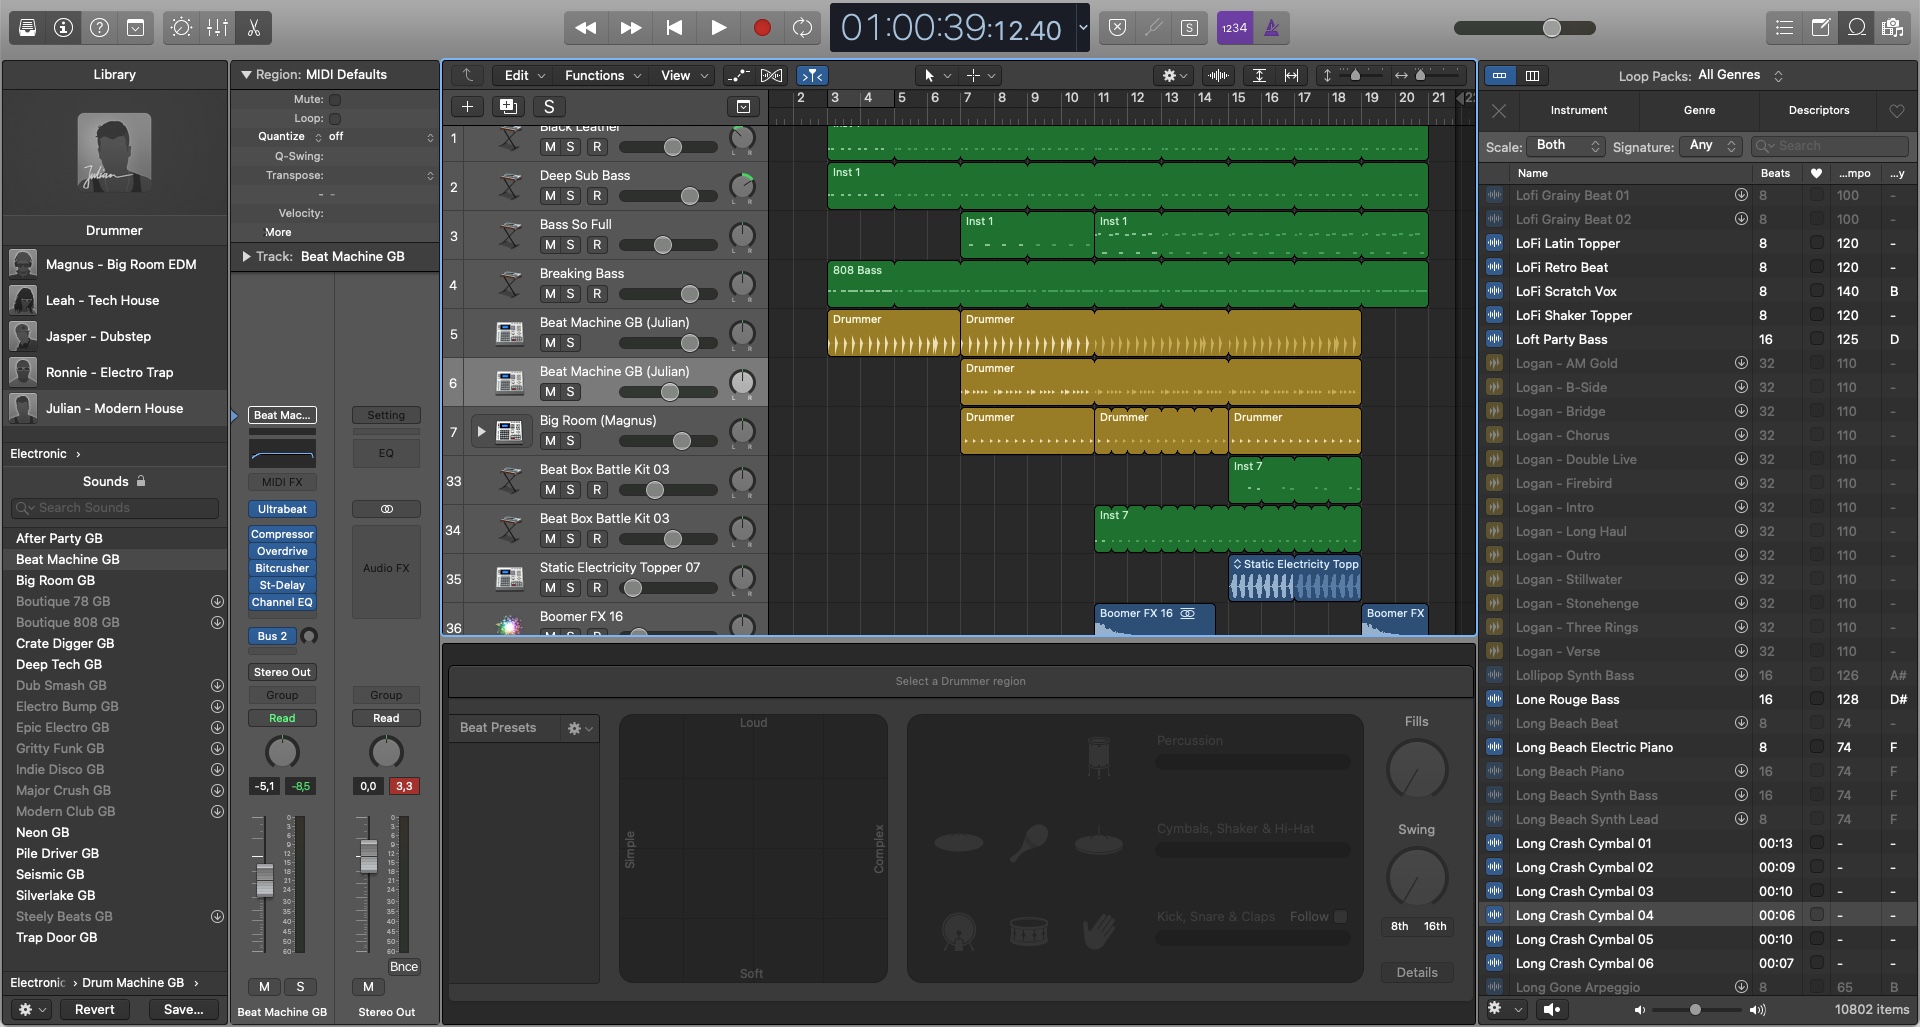 01:00:39:12.40
1234
S
Library
Julian
Drummer
Magnus - Big Room EDM
Leah - Tech House
Jasper - Dubstep
Ronnie - Electro Trap
Julian - Modern House
Electronic
Sounds
Search Sounds
After Party GB
Beat Machine GB
Big Room GB
Boutique 78 GB
Boutique 808 GB
Crate Digger GB
Deep Tech GB
Dub Smash GB
Electro Bump GB
Epic Electro GB
Gritty Funk GB
Indie Disco GB
Major Crush GB
Modern Club GB
Neon GB
Pile Driver GB
Seismic GB
Silverlake GB
Steely Beats GB
Trap Door GB
Electronic > Drum Machine GB
Revert Save...
Region: MIDI Defaults
Mute:
Loop:
Quantize off
Q-Swing:
Transpose:
- -
Velocity:
More
Track: Beat Machine GB
Beat Mac... Setting
EQ
MIDI FX
Ultrabeat
Compressor
Overdrive
Bitcrusher
St-Delay
Channel EQ
Audio FX
Bus 2
Stereo Out
Group Group
Read Read
-5,1 -8,5 0,0 3,3
Bnce
M S M
Beat Machine GB Stereo Out
Edit Functions View
S
2 3 4 5 6 7 8 9 10 11 12 13 14 15 16 17 18 19 20 21
1 Black Leather
M S R
2 Deep Sub Bass
M S R
Inst 1
3 Bass So Full
M S R
Inst 1 Inst 1
4 Breaking Bass
M S R
808 Bass
5 Beat Machine GB (Julian)
M S
Drummer Drummer
6 Beat Machine GB (Julian)
M S
Drummer
7 Big Room (Magnus)
M S
Drummer Drummer Drummer
33 Beat Box Battle Kit 03
M S R
Inst 7
34 Beat Box Battle Kit 03
M S R
Inst 7
35 Static Electricity Topper 07
M S R
Static Electricity Topp
36 Boomer FX 16
Boomer FX 16 Boomer FX
Select a Drummer region
Beat Presets
Loud
Simple
Complex
Soft
Percussion
Cymbals, Shaker & Hi-Hat
Kick, Snare & Claps Follow
Fills
Swing
8th 16th
Details
Loop Packs: All Genres
Instrument Genre Descriptors
Scale: Both Signature: Any Search
Name Beats ...mpo ...y
Lofi Grainy Beat 01 8 100 -
Lofi Grainy Beat 02 8 100 -
LoFi Latin Topper 8 120 -
LoFi Retro Beat 8 120 -
LoFi Scratch Vox 8 140 B
LoFi Shaker Topper 8 120 -
Loft Party Bass 16 125 D
Logan - AM Gold 32 110 -
Logan - B-Side 32 110 -
Logan - Bridge 32 110 -
Logan - Chorus 32 110 -
Logan - Double Live 32 110 -
Logan - Firebird 32 110 -
Logan - Intro 32 110 -
Logan - Long Haul 32 110 -
Logan - Outro 32 110 -
Logan - Stillwater 32 110 -
Logan - Stonehenge 32 110 -
Logan - Three Rings 32 110 -
Logan - Verse 32 110 -
Lollipop Synth Bass 16 126 A#
Lone Rouge Bass 16 128 D#
Long Beach Beat 8 74 -
Long Beach Electric Piano 8 74 F
Long Beach Piano 16 74 F
Long Beach Synth Bass 16 74 F
Long Beach Synth Lead 8 74 F
Long Crash Cymbal 01 00:13 - -
Long Crash Cymbal 02 00:09 - -
Long Crash Cymbal 03 00:10 - -
Long Crash Cymbal 04 00:06 - -
Long Crash Cymbal 05 00:10 - -
Long Crash Cymbal 06 00:07 - -
Long Gone Arpeggio 8 65 B
10802 items